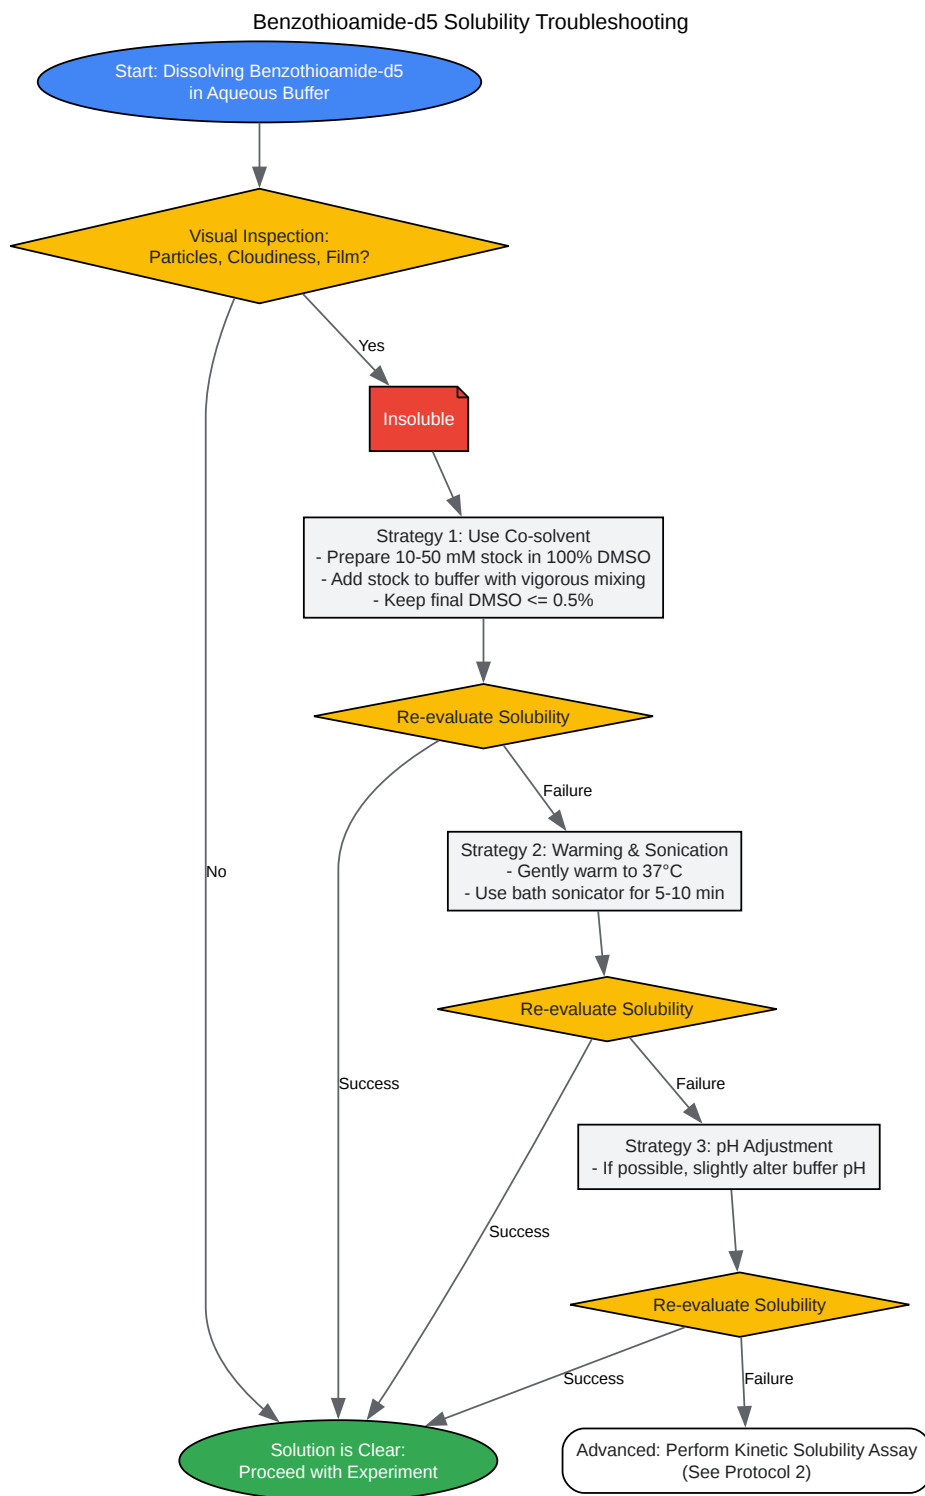 Benzothioamide-d5 Solubility Troubleshooting
Start: Dissolving Benzothioamide-d5
in Aqueous Buffer
Visual Inspection:
Particles, Cloudiness, Film?
Yes
Insoluble
Strategy 1: Use Co-solvent
- Prepare 10-50 mM stock in 100% DMSO
- Add stock to buffer with vigorous mixing
- Keep final DMSO <= 0.5%
Re-evaluate Solubility
Failure
Strategy 2: Warming & Sonication
- Gently warm to 37°C
- Use bath sonicator for 5-10 min
No
Re-evaluate Solubility
Success
Failure
Strategy 3: pH Adjustment
- If possible, slightly alter buffer pH
Success
Re-evaluate Solubility
Success
Failure
Solution is Clear:
Proceed with Experiment
Advanced: Perform Kinetic Solubility Assay
(See Protocol 2)